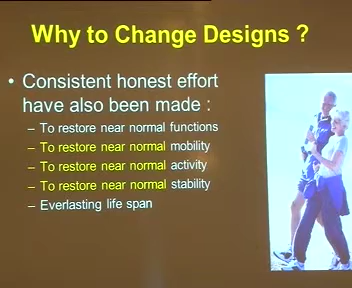 Why to Change Designs ?
• Consistent honest effort
have also been made :
– To restore near normal functions
– To restore near normal mobility
– To restore near normal activity
– To restore near normal stability
– Everlasting life span